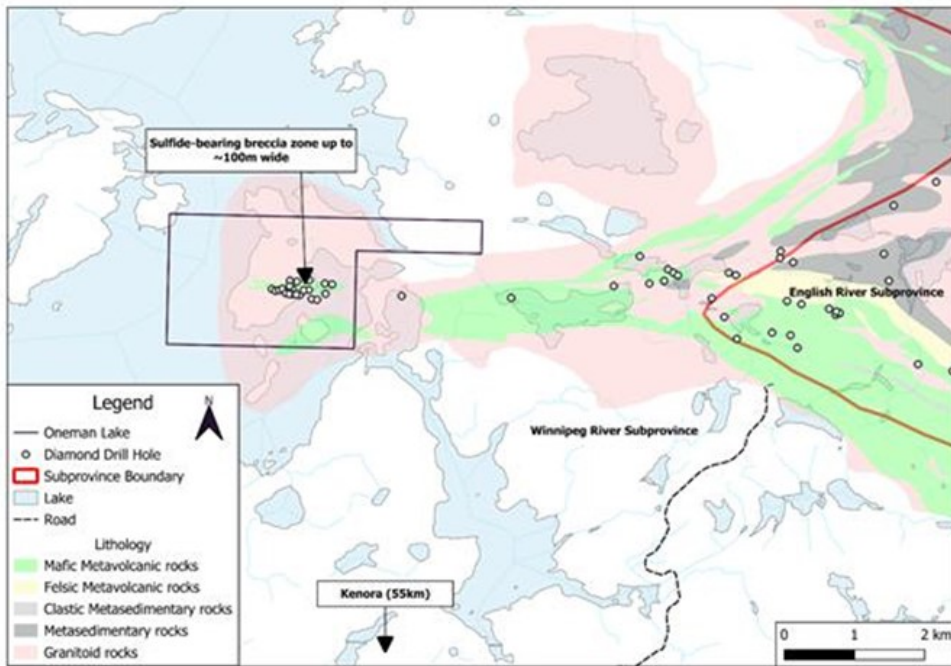 Sulfide-bearing breccia zone up to
~100m wide
English River Subprovince
Winnipeg River Subprovince
Kenora (55km)
Legend
N
Oneman Lake
Diamond Drill Hole
Subprovince Boundary
Lake
Road
Lithology
Mafic Metavolcanic rocks
Felsic Metavolcanic rocks
Clastic Metasedimentary rocks
Metasedimentary rocks
Granitoid rocks
0 1 2 km